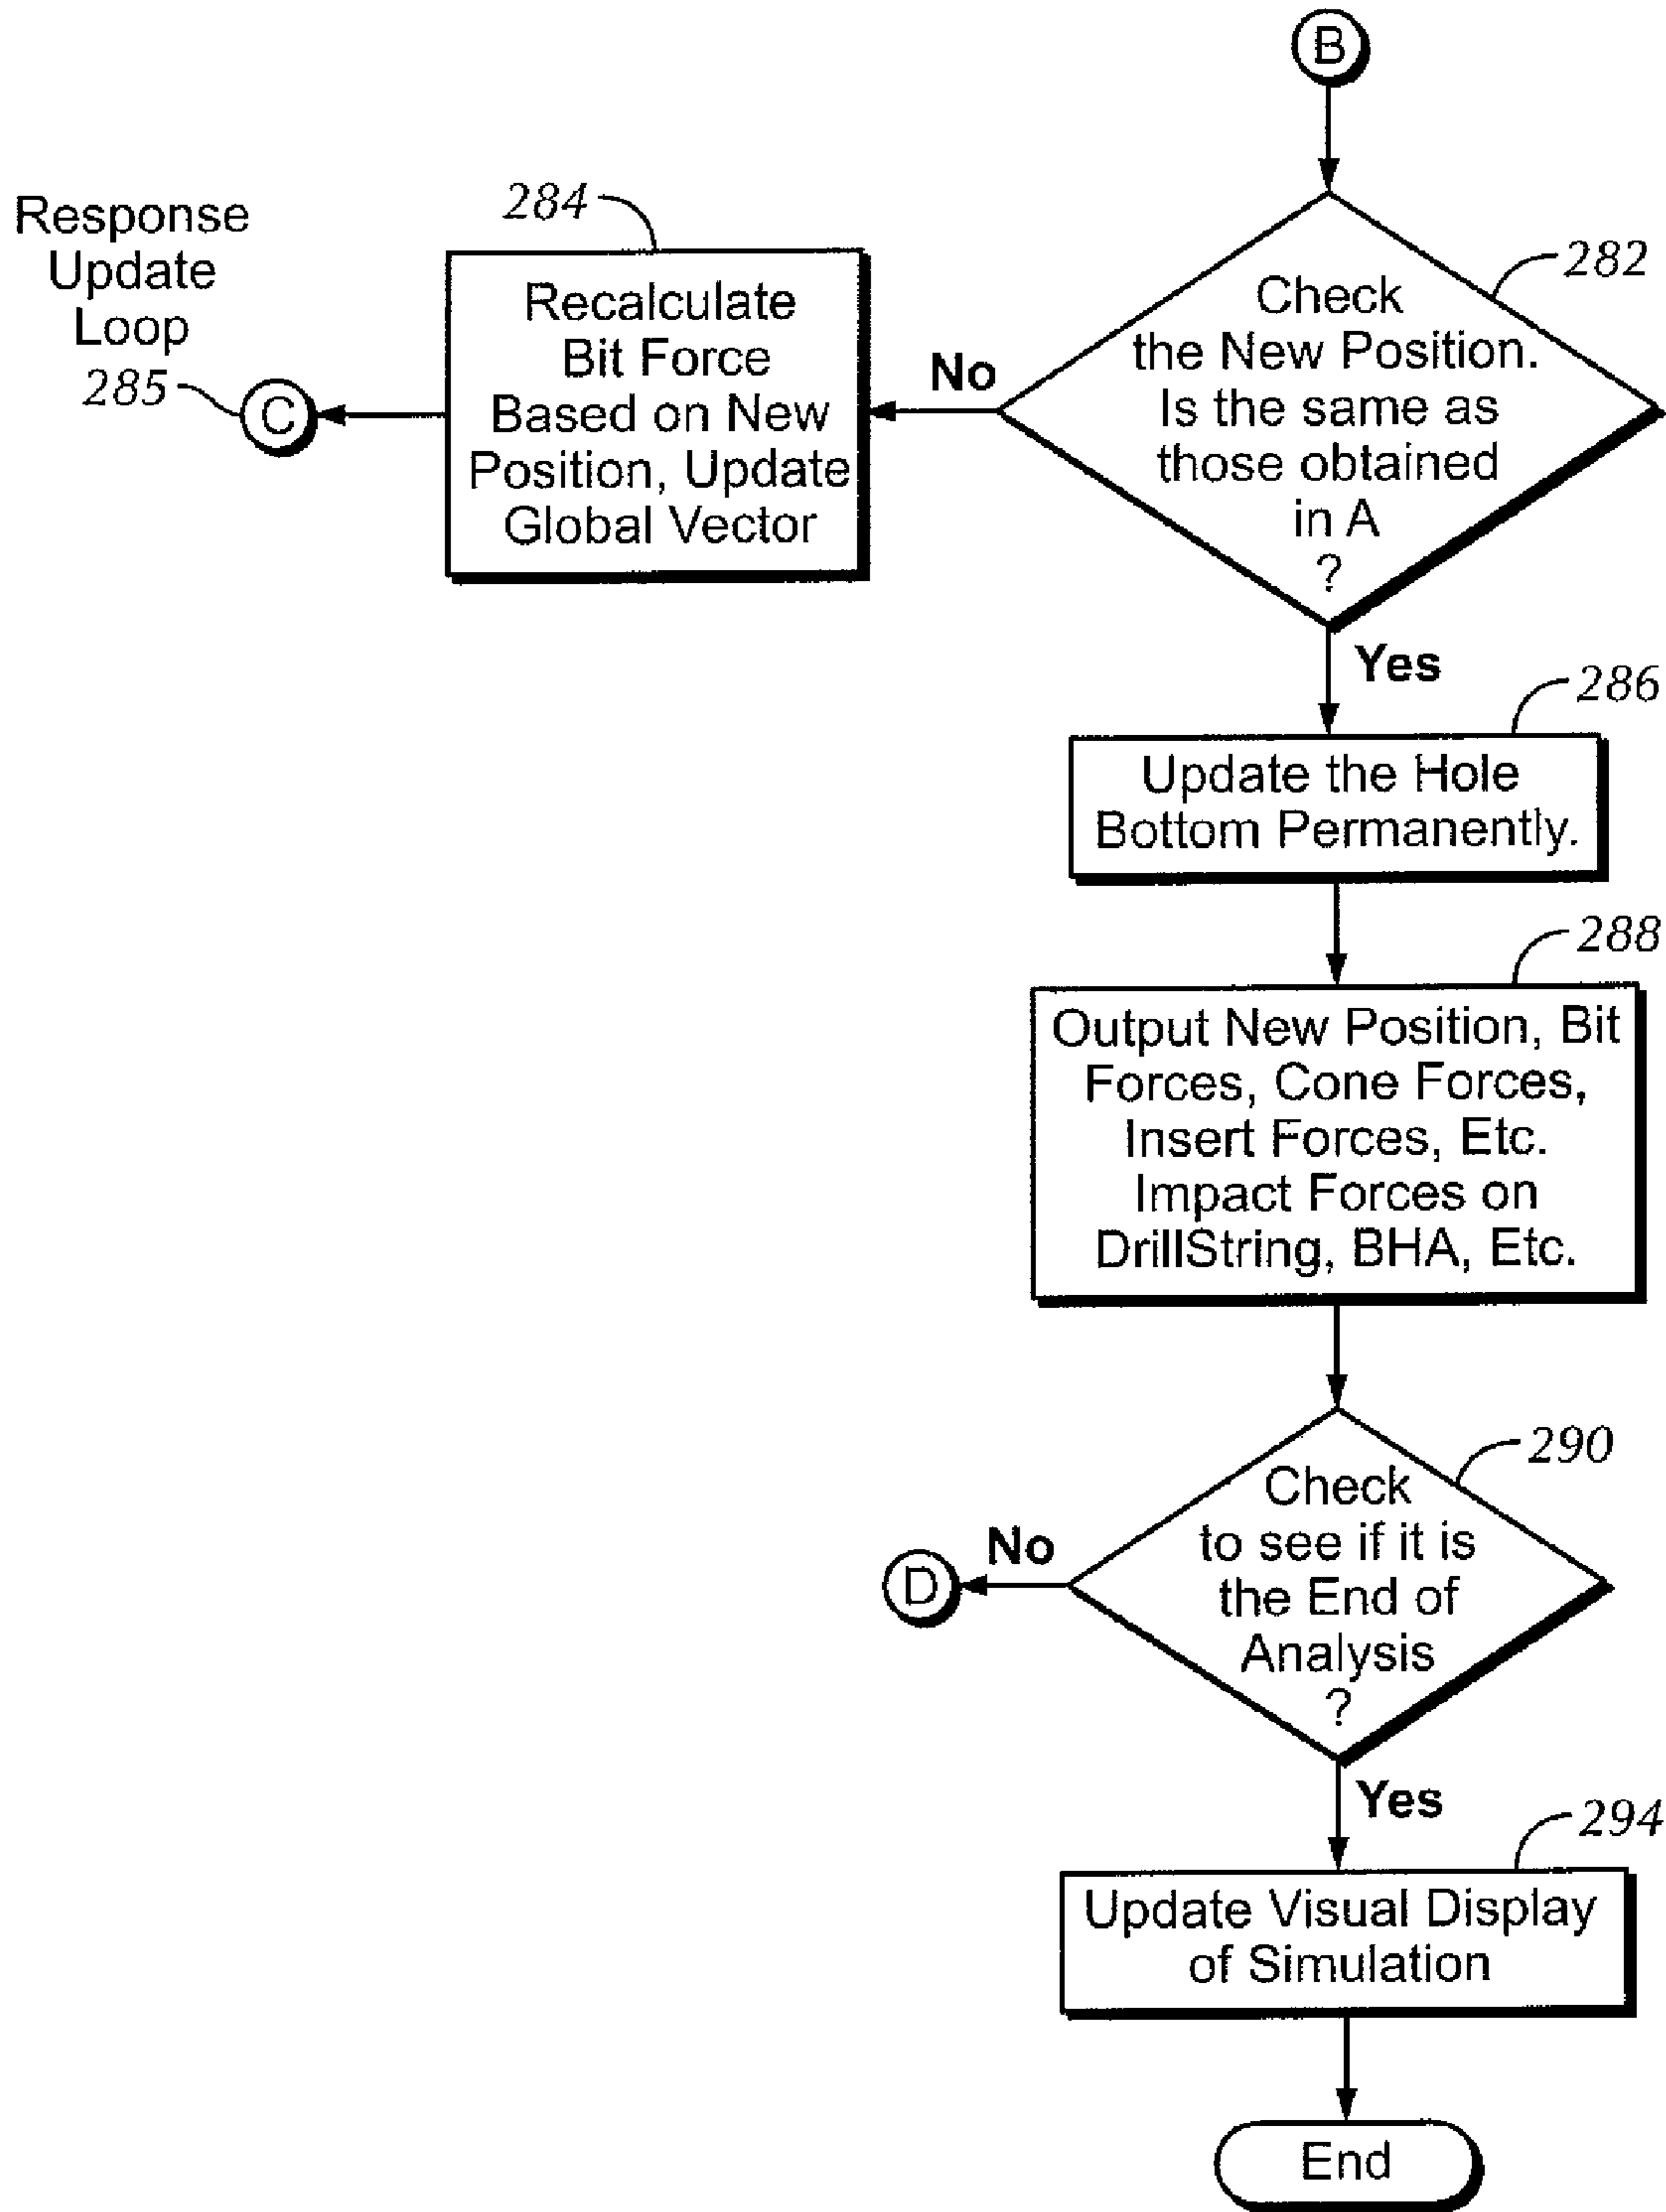 B
282
Check
the New Position.
Is the same as
those obtained
in A
?
No
284
Recalculate
Bit Force
Based on New
Position, Update
Global Vector
Response
Update
Loop
285
C
Yes
286
Update the Hole
Bottom Permanently.
288
Output New Position, Bit
Forces, Cone Forces,
Insert Forces, Etc.
Impact Forces on
DrillString, BHA, Etc.
290
Check
to see if it is
the End of
Analysis
?
No
D
Yes
294
Update Visual Display
of Simulation
End